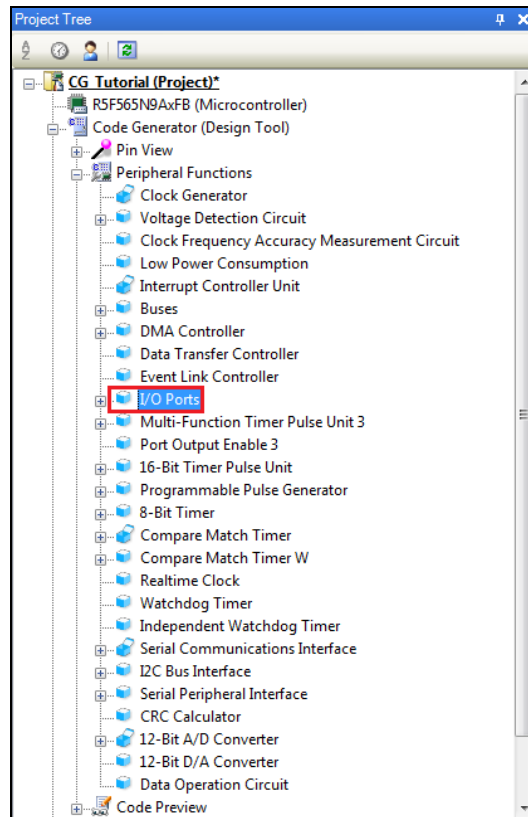 Project Tree
CG_Tutorial (Project)*
R5F565N9AxFB (Microcontroller)
Code Generator (Design Tool)
Pin View
Peripheral Functions
Clock Generator
Voltage Detection Circuit
Clock Frequency Accuracy Measurement Circuit
Low Power Consumption
Interrupt Controller Unit
Buses
DMA Controller
Data Transfer Controller
Event Link Controller
I/O Ports
Multi-Function Timer Pulse Unit 3
Port Output Enable 3
16-Bit Timer Pulse Unit
Programmable Pulse Generator
8-Bit Timer
Compare Match Timer
Compare Match Timer W
Realtime Clock
Watchdog Timer
Independent Watchdog Timer
Serial Communications Interface
I2C Bus Interface
Serial Peripheral Interface
CRC Calculator
12-Bit A/D Converter
12-Bit D/A Converter
Data Operation Circuit
Code Preview